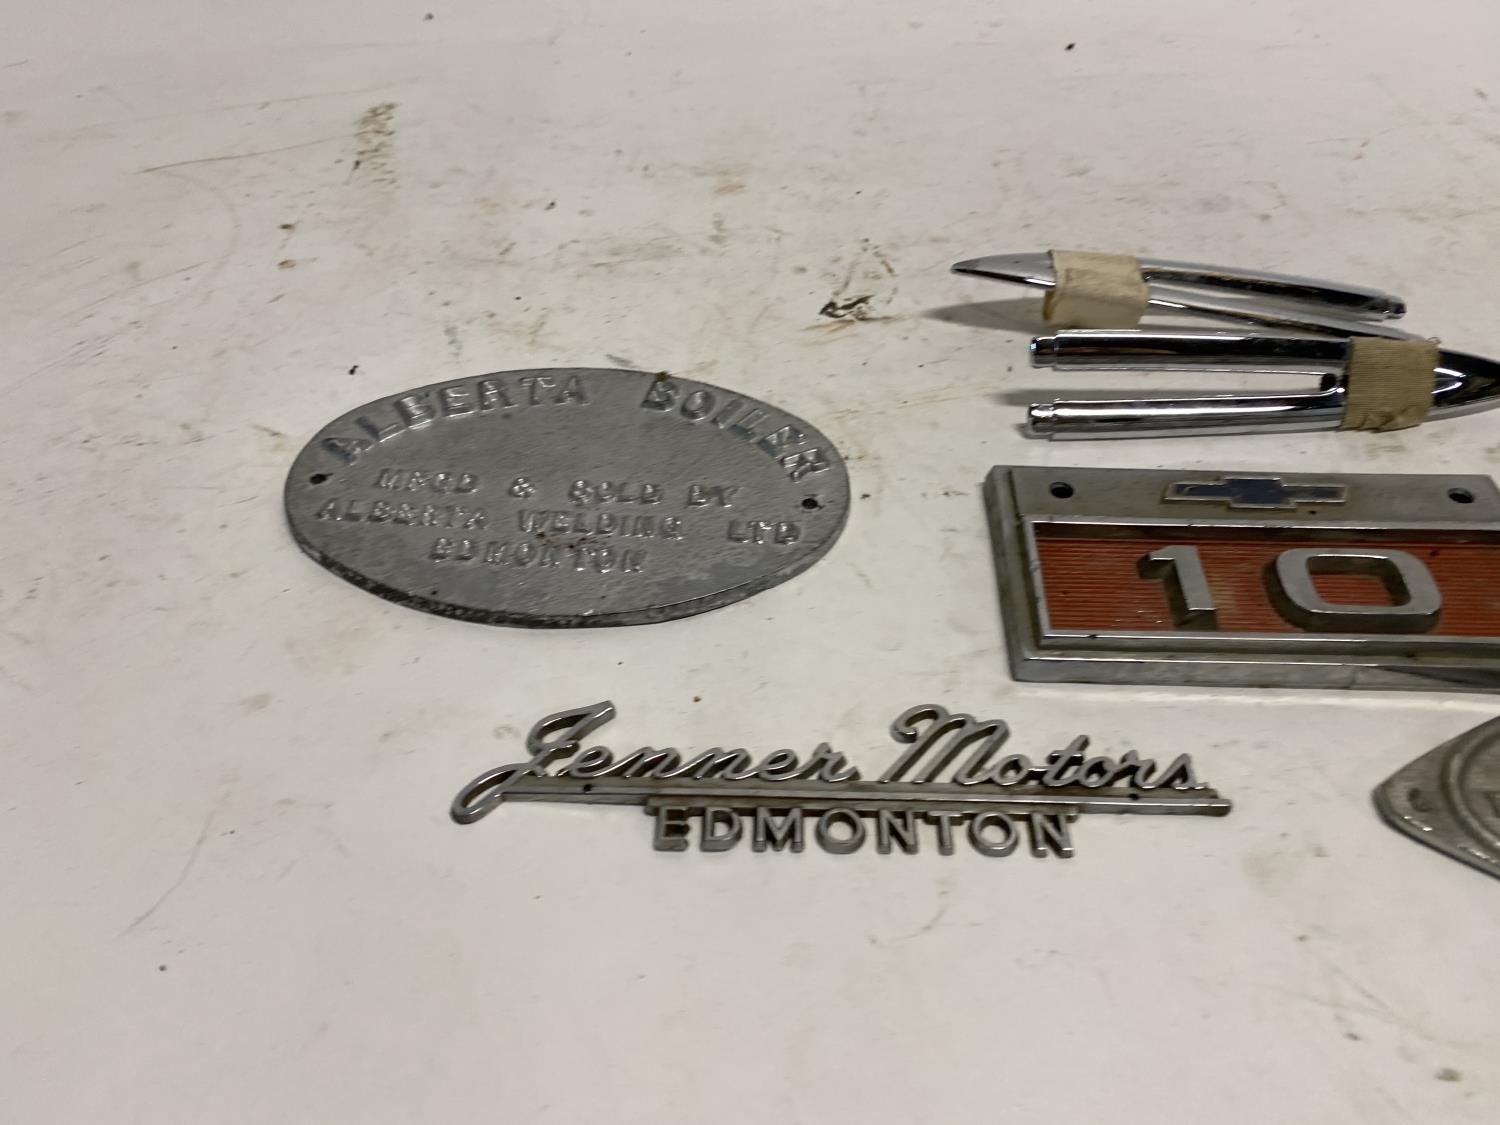 ALBERTA BOILER
MFGD & SOLD BY
ALBERTA WELDING LTD
EDMONTON
10
Jenner Motors
EDMONTON